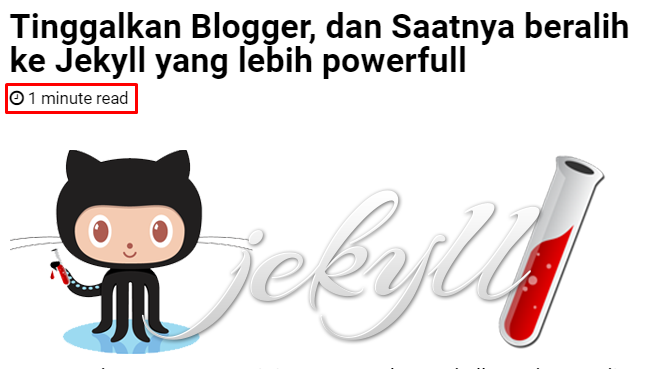 Tinggalkan Blogger, dan Saatnya beralih
ke Jekyll yang lebih powerfull
1 minute read
jekyll